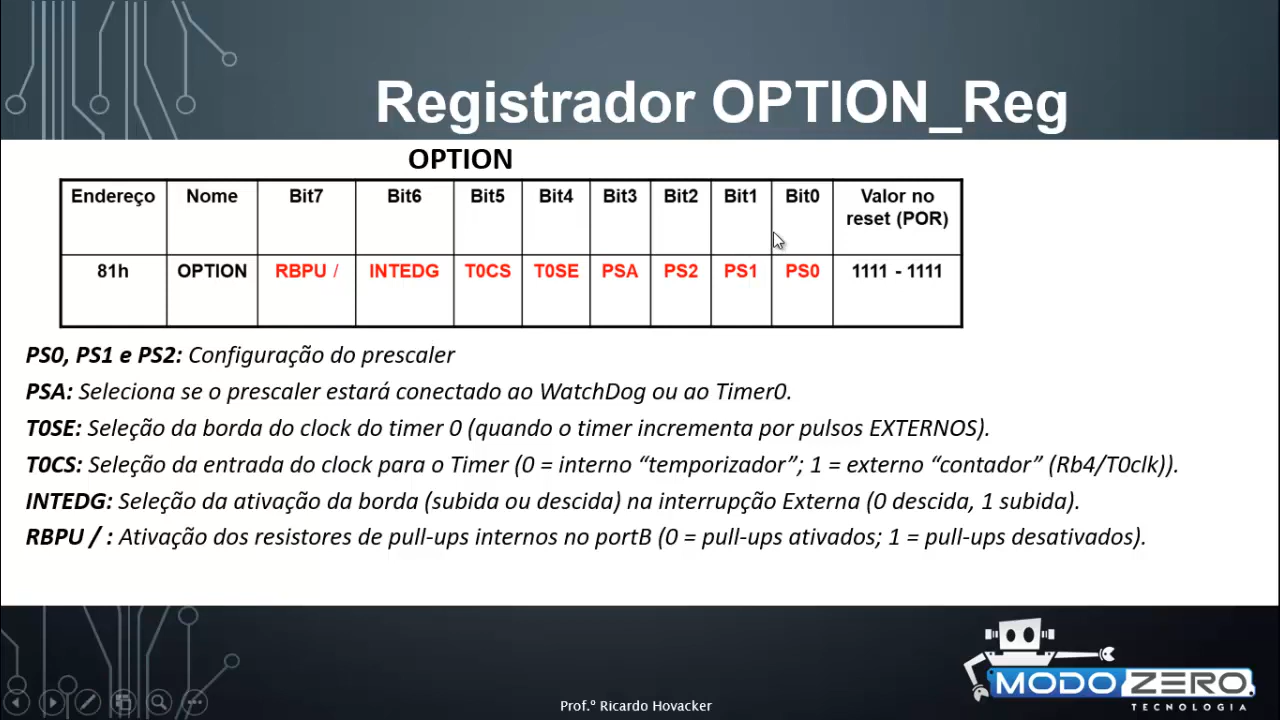 Registrador OPTION_Reg
OPTION
Endereço Nome Bit7 Bit6 Bit5 Bit4 Bit3 Bit2 Bit1 Bit0 Valor no reset (POR)
81h OPTION RBPU / INTEDG T0CS T0SE PSA PS2 PS1 PS0 1111 - 1111
PS0, PS1 e PS2: Configuração do prescaler
PSA: Seleciona se o prescaler estará conectado ao WatchDog ou ao Timer0.
T0SE: Seleção da borda do clock do timer 0 (quando o timer incrementa por pulsos EXTERNOS).
T0CS: Seleção da entrada do clock para o Timer (0 = interno “temporizador”; 1 = externo “contador” (Rb4/T0clk)).
INTEDG: Seleção da ativação da borda (subida ou descida) na interrupção Externa (0 descida, 1 subida).
RBPU / : Ativação dos resistores de pull-ups internos no portB (0 = pull-ups ativados; 1 = pull-ups desativados).
MODO ZERO
TECNOLOGIA
Prof.º Ricardo Hovacker